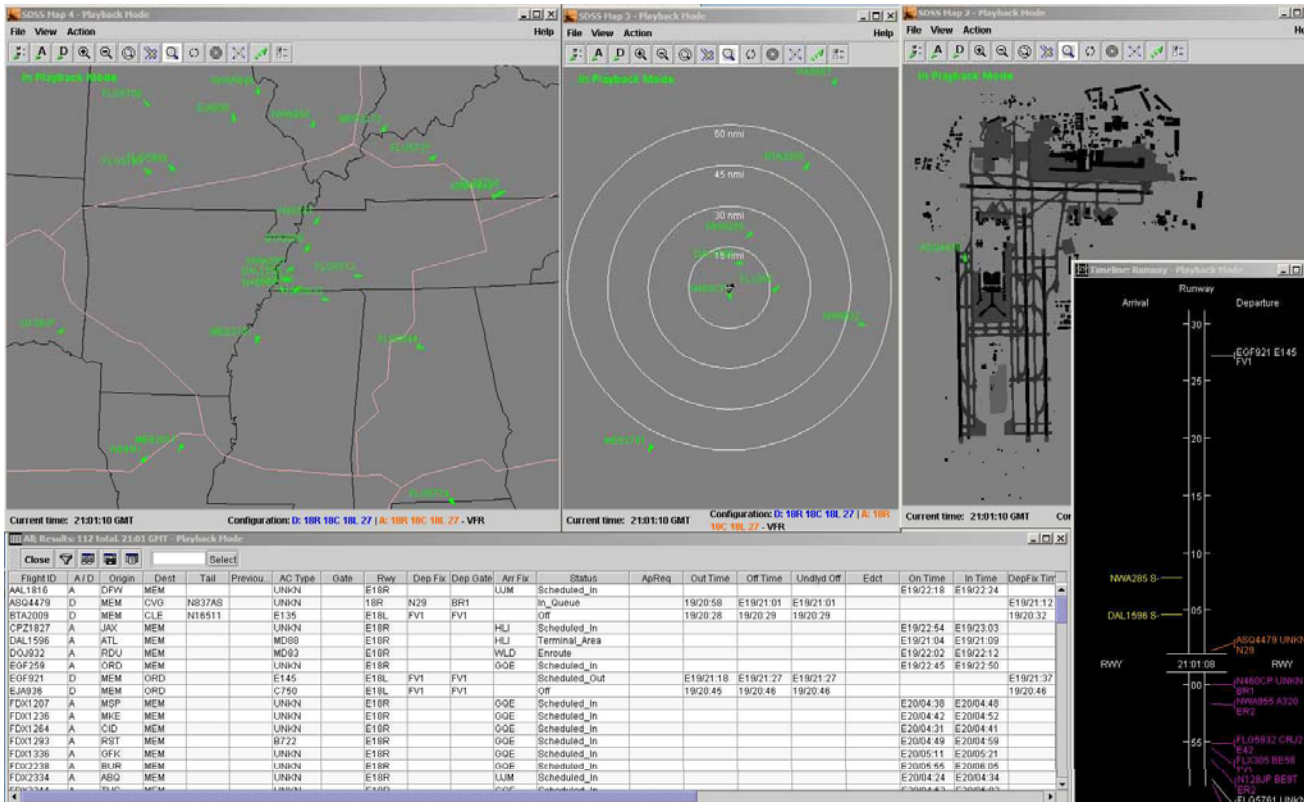 SDSS Map 4 - Playback Mode
File View Action Help
In Playback Mode
FLG5727
FLG5752
MES3701
FLG5774
Current time: 21:01:10 GMT Configuration: D: 18R 18C 18L 27 | A: 18R 18C 18L 27 - VFR
SDSS Map 3 - Playback Mode
File View Action Help
In Playback Mode
60 nmi
45 nmi
30 nmi
15 nmi
BTA2009
NWA285
N460CP
MES3701
Current time: 21:01:10 GMT Configuration: D: 18R 18C 18L 27 | A: 18R 18C 18L 27 - VFR
SDSS Map 2 - Playback Mode
File View Action
In Playback Mode
ASQ4479
Current time: 21:01:10 GMT
Timeline: Runway - Playback Mode
Runway
Arrival Departure
30
EGF921 E145
FV1
25
20
15
10
NWA285 S-
05
DAL1596 S-
ASQ4479 UNKN
N29
RWY 21:01:08 RWY
00
N460CP UNKN
BR1
NWA955 A320
ER2
55
FLG5932 CRJ2
E42
FLX305 BE58
N128JP BE9T
ER2
FLG5761 UNK
All; Results: 112 total. 21:01 GMT - Playback Mode
Close Select
Flight ID A / D Origin Dest Tail Previou... AC Type Gate Rwy Dep Fix Dep Gate Arr Fix Status ApReq Out Time Off Time Undlyd Off Edct On Time In Time DepFix Tim
AAL1816 A DFW MEM UNKN E18R UJM Scheduled_In E19/22:18 E19/22:24
ASQ4479 D MEM CVG N837AS UNKN 18R N29 BR1 In_Queue 19/20:58 E19/21:01 E19/21:01 E19/21:12
BTA2009 D MEM CLE N16511 E135 E18L FV1 FV1 Off 19/20:28 19/20:29 19/20:29 19/20:32
CPZ1827 A JAX MEM UNKN E18R HLI Scheduled_In E19/22:54 E19/23:03
DAL1596 A ATL MEM MD88 E18R HLI Terminal_Area E19/21:04 E19/21:09
DOJ932 A RDU MEM MD83 E18R WLD Enroute E19/22:02 E19/22:12
EGF259 A ORD MEM UNKN E18R GQE Scheduled_In E19/22:45 E19/22:50
EGF921 D MEM ORD E145 E18L FV1 FV1 Scheduled_Out E19/21:18 E19/21:27 E19/21:27 E19/21:37
EJA936 D MEM ORD C750 E18L FV1 FV1 Off 19/20:45 19/20:46 19/20:46 19/20:46
FDX1207 A MSP MEM UNKN E18R GQE Scheduled_In E20/04:38 E20/04:48
FDX1236 A MKE MEM UNKN E18R GQE Scheduled_In E20/04:42 E20/04:52
FDX1264 A CID MEM UNKN E18R GQE Scheduled_In E20/04:31 E20/04:41
FDX1293 A RST MEM B722 E18R GQE Scheduled_In E20/04:49 E20/04:59
FDX1336 A GFK MEM UNKN E18R GQE Scheduled_In E20/05:11 E20/05:21
FDX2238 A BUR MEM UNKN E18R GQE Scheduled_In E20/05:55 E20/06:05
FDX2334 A ABQ MEM UNKN E18R UJM Scheduled_In E20/04:24 E20/04:34